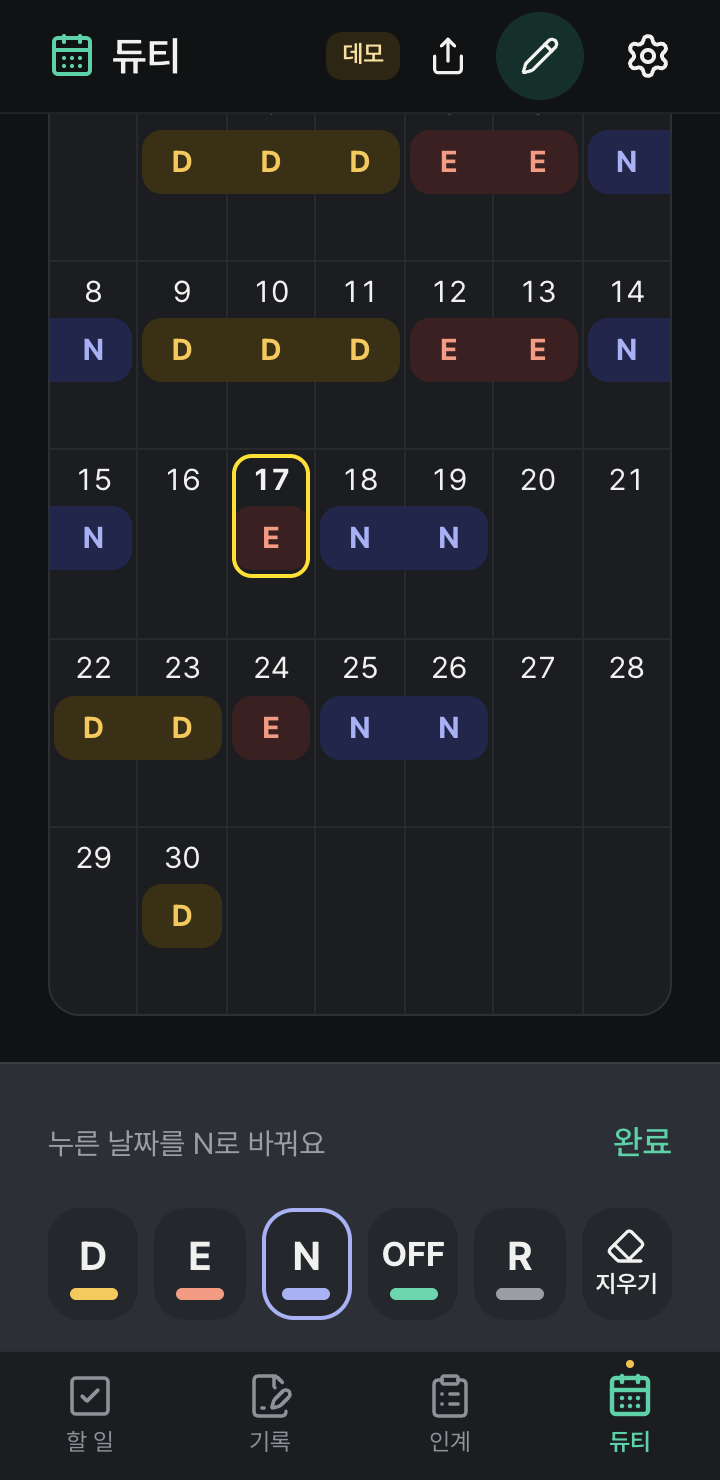 듀티 데모
D D D E E N
8 9 10 11 12 13 14
N D D D E E N
15 16 17 18 19 20 21
N E N N
22 23 24 25 26 27 28
D D E N N
29 30
D
누른 날짜를 N로 바꿔요 완료
D E N OFF R 지우기
할 일 기록 인계 듀티